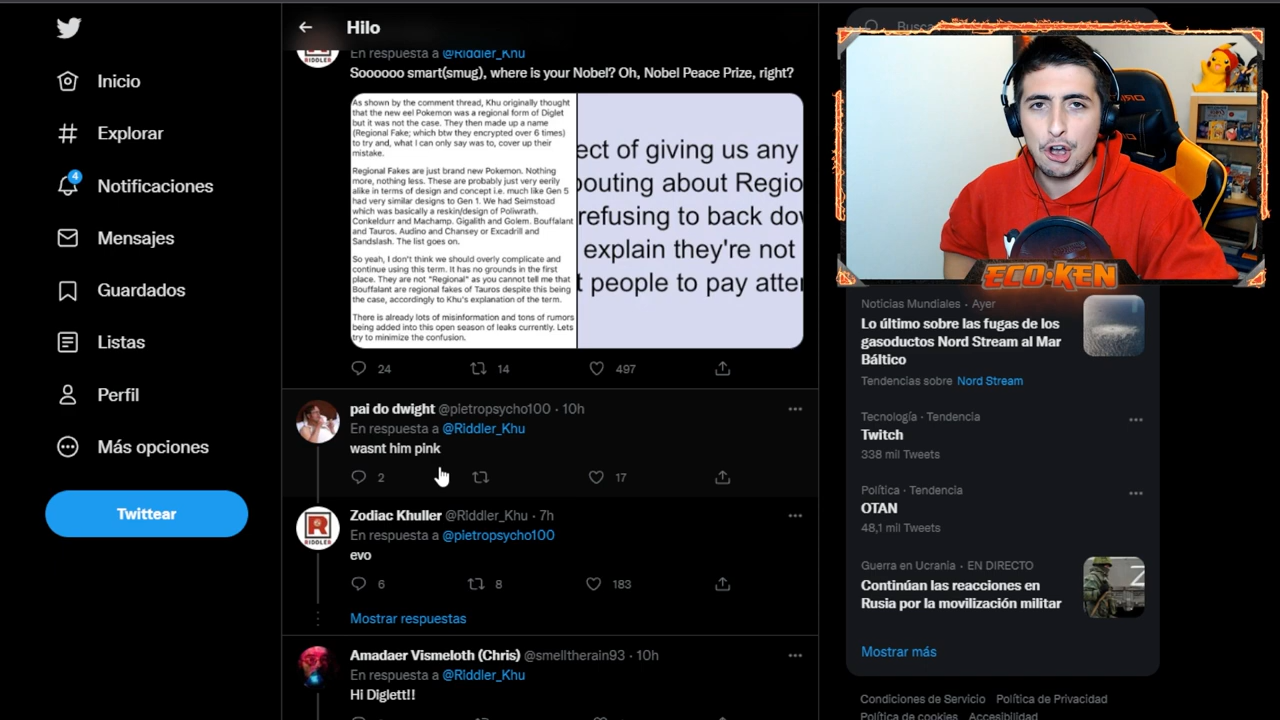 Hilo
En respuesta a @Riddler_Khu
Soooooo smart(smug), where is your Nobel? Oh, Nobel Peace Prize, right?
As shown by the comment thread, Khu originally thought
that the new eel Pokemon was a regional form of Diglet
but it was not the case. They then made up a name
(Regional Fake; which btw they encrypted over 6 times)
to try and, what I can only say was to, cover up their
mistake.
Regional Fakes are just brand new Pokemon. Nothing
more, nothing less. These are probably just very eerily
alike in terms of design and concept i.e. much like Gen 5
had very similar designs to Gen 1. We had Seimstoad
which was basically a reskin/design of Poliwrath.
Conkeldurr and Machamp. Gigalith and Golem. Bouffalant
and Tauros. Audino and Chansey or Excadrill and
Sandslash. The list goes on.
So yeah, I don't think we should overly complicate and
continue using this term. It has no grounds in the first
place. They are not "Regional" as you cannot tell me that
Bouffalant are regional fakes of Tauros despite this being
the case, accordingly to Khu's explanation of the term.
There is already lots of misinformation and tons of rumors
being added into this open season of leaks currently. Lets
try to minimize the confusion.
ect of giving us any
outing about Regio
refusing to back dow
explain they're not
t people to pay atter
24 14 497
pai do dwight @pietropsycho100 · 10h
En respuesta a @Riddler_Khu
wasnt him pink
2 17
Zodiac Khuller @Riddler_Khu · 7h
En respuesta a @pietropsycho100
evo
6 8 183
Mostrar respuestas
Amadaer Vismeloth (Chris) @smelltherain93 · 10h
En respuesta a @Riddler_Khu
Hi Diglett!!
Inicio
Explorar
4
Notificaciones
Mensajes
Guardados
Listas
Perfil
Más opciones
Twittear
R
RIDDLER
Busca
ECO·KEN
Noticias Mundiales · Ayer
Lo último sobre las fugas de los
gasoductos Nord Stream al Mar
Báltico
Tendencias sobre Nord Stream
Tecnología · Tendencia
Twitch
338 mil Tweets
Política · Tendencia
OTAN
48,1 mil Tweets
Guerra en Ucrania · EN DIRECTO
Continúan las reacciones en
Rusia por la movilización militar
Mostrar más
Condiciones de Servicio Política de Privacidad
Política de cookies Accesibilidad